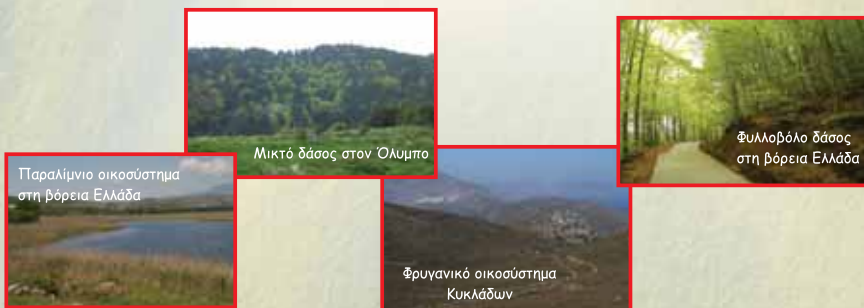 Μικτό δάσος στον Όλυμπο
Φυλλοβόλο δάσος
στη βόρεια Ελλάδα
Παραλίμνιο οικοσύστημα
στη βόρεια Ελλάδα
Φρυγανικό οικοσύστημα
Κυκλάδων